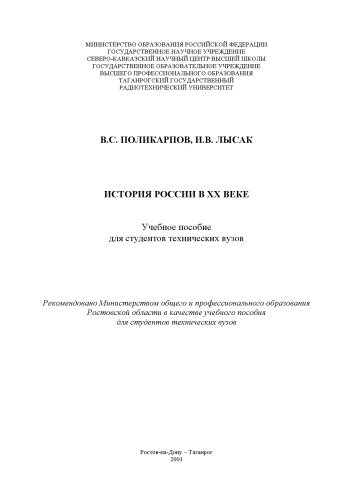 МИНИСТЕРСТВО ОБРАЗОВАНИЯ РОССИЙСКОЙ ФЕДЕРАЦИИ
ГОСУДАРСТВЕННОЕ НАУЧНОЕ УЧРЕЖДЕНИЕ
СЕВЕРО-КАВКАЗСКИЙ НАУЧНЫЙ ЦЕНТР ВЫСШЕЙ ШКОЛЫ
ГОСУДАРСТВЕННОЕ ОБРАЗОВАТЕЛЬНОЕ УЧРЕЖДЕНИЕ
ВЫСШЕГО ПРОФЕССИОНАЛЬНОГО ОБРАЗОВАНИЯ
ТАГАНРОГСКИЙ ГОСУДАРСТВЕННЫЙ
РАДИОТЕХНИЧЕСКИЙ УНИВЕРСИТЕТ
В.С. ПОЛИКАРПОВ, И.В. ЛЫСАК
ИСТОРИЯ РОССИИ В XX ВЕКЕ
Учебное пособие
для студентов технических вузов
Рекомендовано Министерством общего и профессионального образования
Ростовской области в качестве учебного пособия
для студентов технических вузов
Ростов-на-Дону – Таганрог
2003